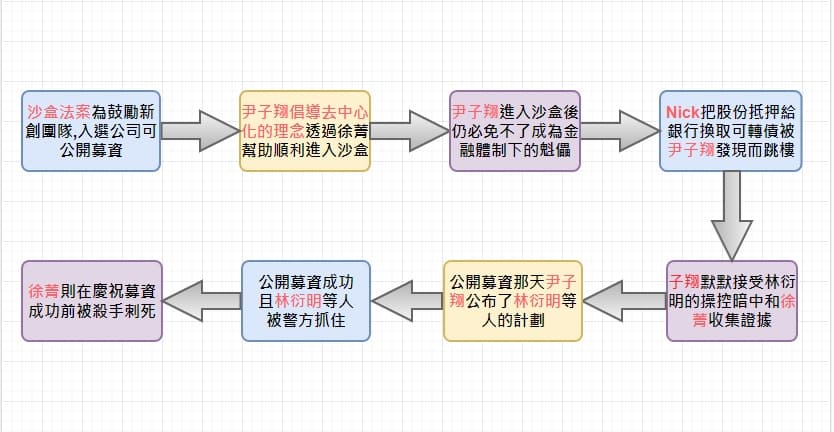 沙盒法案為鼓勵新
創團隊,入選公司可
公開募資
尹子翔倡導去中心
化的理念透過徐菁
幫助順利進入沙盒
尹子翔進入沙盒後
仍必免不了成為金
融體制下的魁儡
Nick把股份抵押給
銀行換取可轉債被
尹子翔發現而跳樓
子翔默默接受林衍
明的操控暗中和徐
菁收集證據
公開募資那天尹子
翔公布了林衍明等
人的計劃
公開募資成功
且林衍明等人
被警方抓住
徐菁則在慶祝募資
成功前被殺手刺死